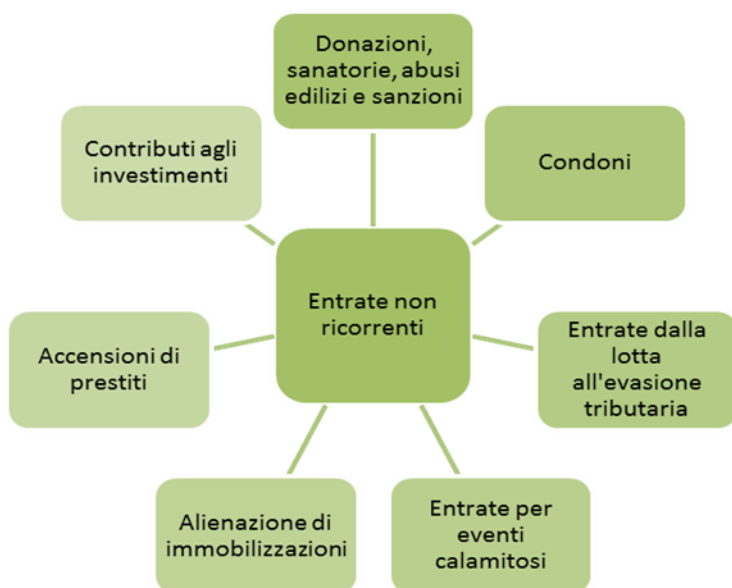 Donazioni,
sanatorie, abusi
edilizi e sanzioni
Contributi agli
investimenti
Condoni
Entrate non
ricorrenti
Accensioni di
prestiti
Entrate dalla
lotta
all'evasione
tributaria
Alienazione di
immobilizzazioni
Entrate per
eventi
calamitosi